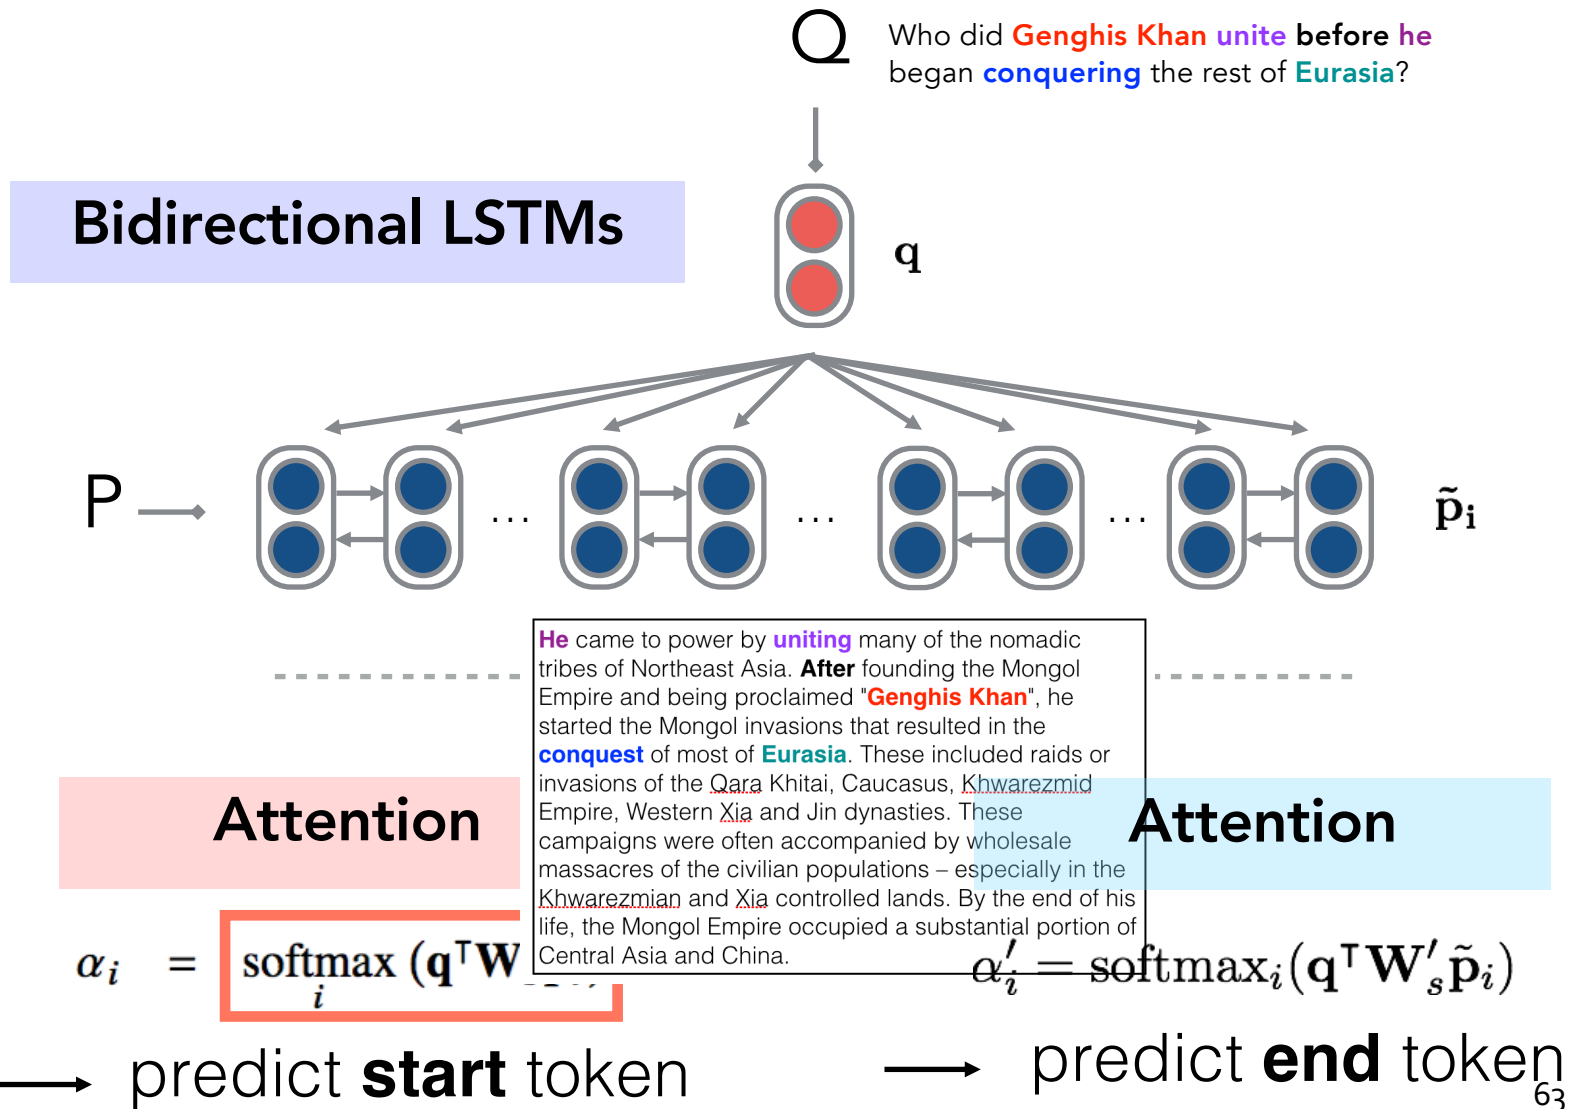 Q
Who did Genghis Khan unite before he
began conquering the rest of Eurasia?
Bidirectional LSTMs
q
P
... ... ...
p̃ᵢ
He came to power by uniting many of the nomadic
tribes of Northeast Asia. After founding the Mongol
Empire and being proclaimed "Genghis Khan", he
started the Mongol invasions that resulted in the
conquest of most of Eurasia. These included raids or
invasions of the Qara Khitai, Caucasus, Khwarezmid
Empire, Western Xia and Jin dynasties. These
campaigns were often accompanied by wholesale
massacres of the civilian populations – especially in the
Khwarezmian and Xia controlled lands. By the end of his
life, the Mongol Empire occupied a substantial portion of
Central Asia and China.
Attention
αᵢ = softmaxᵢ (qᵀW
predict start token
Attention
α′ᵢ = softmaxᵢ(qᵀW′ₛp̃ᵢ)
predict end token
63